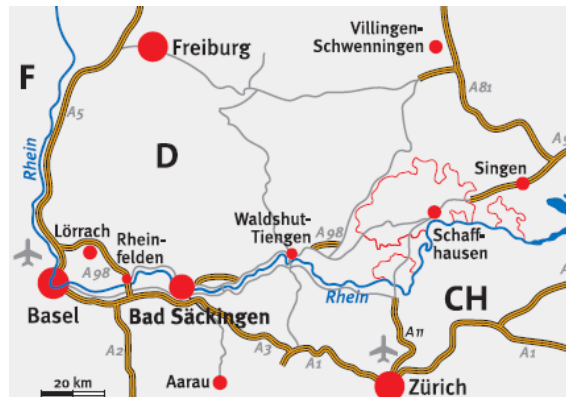 Villingen-
Schwenningen
Freiburg
F
A81
A5
D
Rhein
Singen
Waldshut-
Tiengen
A98
Lörrach
Rhein-
felden
Schaff-
hausen
A98
Rhein
CH
Basel
Bad Säckingen
A11
A2
A3
A1
A1
20 km
Aarau
Zürich